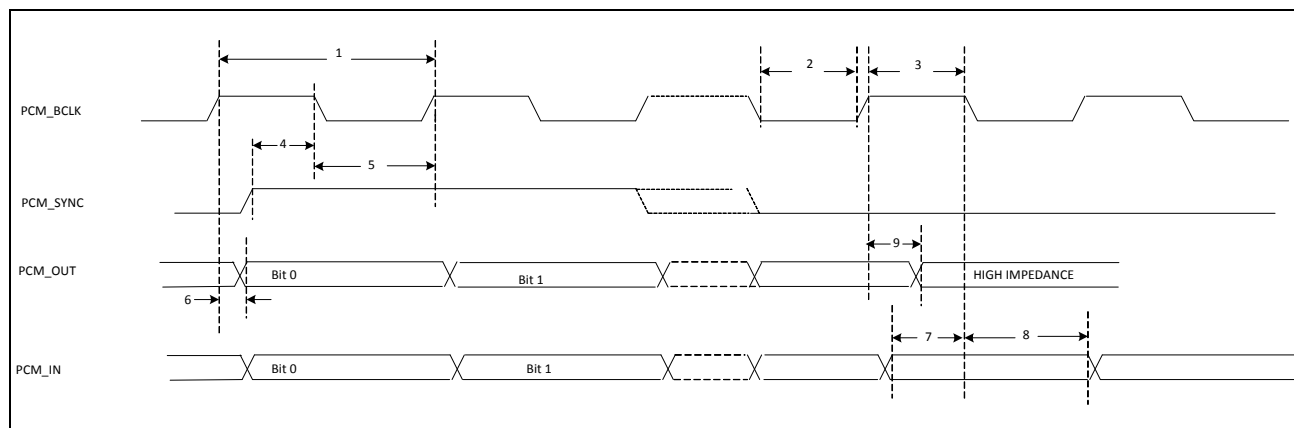 1
2
3
PCM_BCLK
4
5
PCM_SYNC
9
PCM_OUT
Bit 0
Bit 1
HIGH IMPEDANCE
6
7
8
PCM_IN
Bit 0
Bit 1